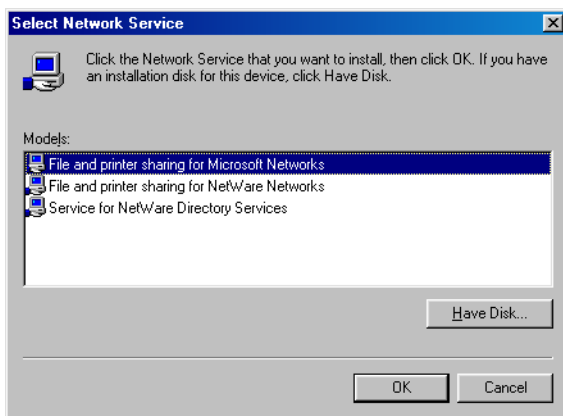 Select Network Service
Click the Network Service that you want to install, then click OK. If you have
an installation disk for this device, click Have Disk.
Models:
File and printer sharing for Microsoft Networks
File and printer sharing for NetWare Networks
Service for NetWare Directory Services
Have Disk...
OK
Cancel